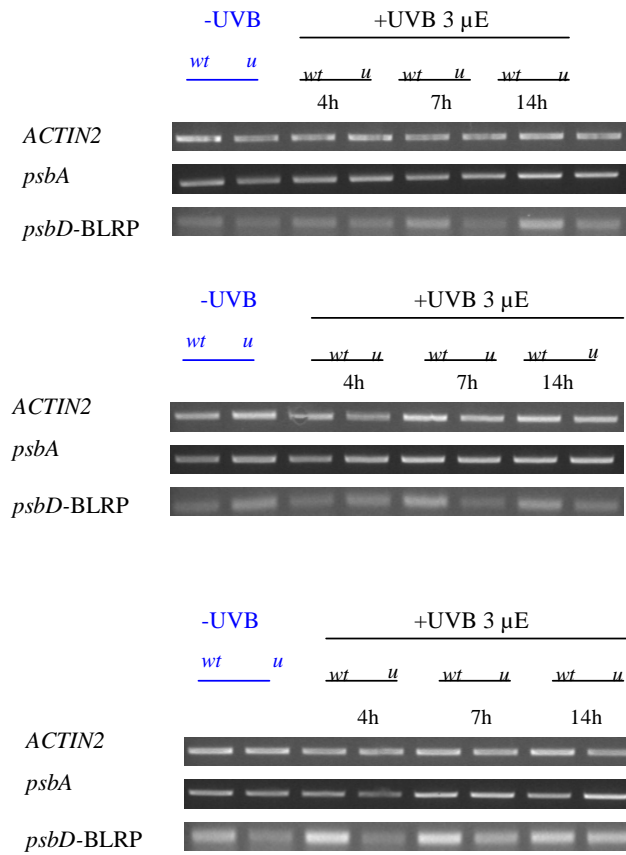 -UVB +UVB 3 µE
wt u wt u wt u wt u
4h 7h 14h
ACTIN2
psbA
psbD-BLRP
-UVB +UVB 3 µE
wt u wt u wt u wt u
4h 7h 14h
ACTIN2
psbA
psbD-BLRP
-UVB +UVB 3 µE
wt u wt u wt u wt u
4h 7h 14h
ACTIN2
psbA
psbD-BLRP